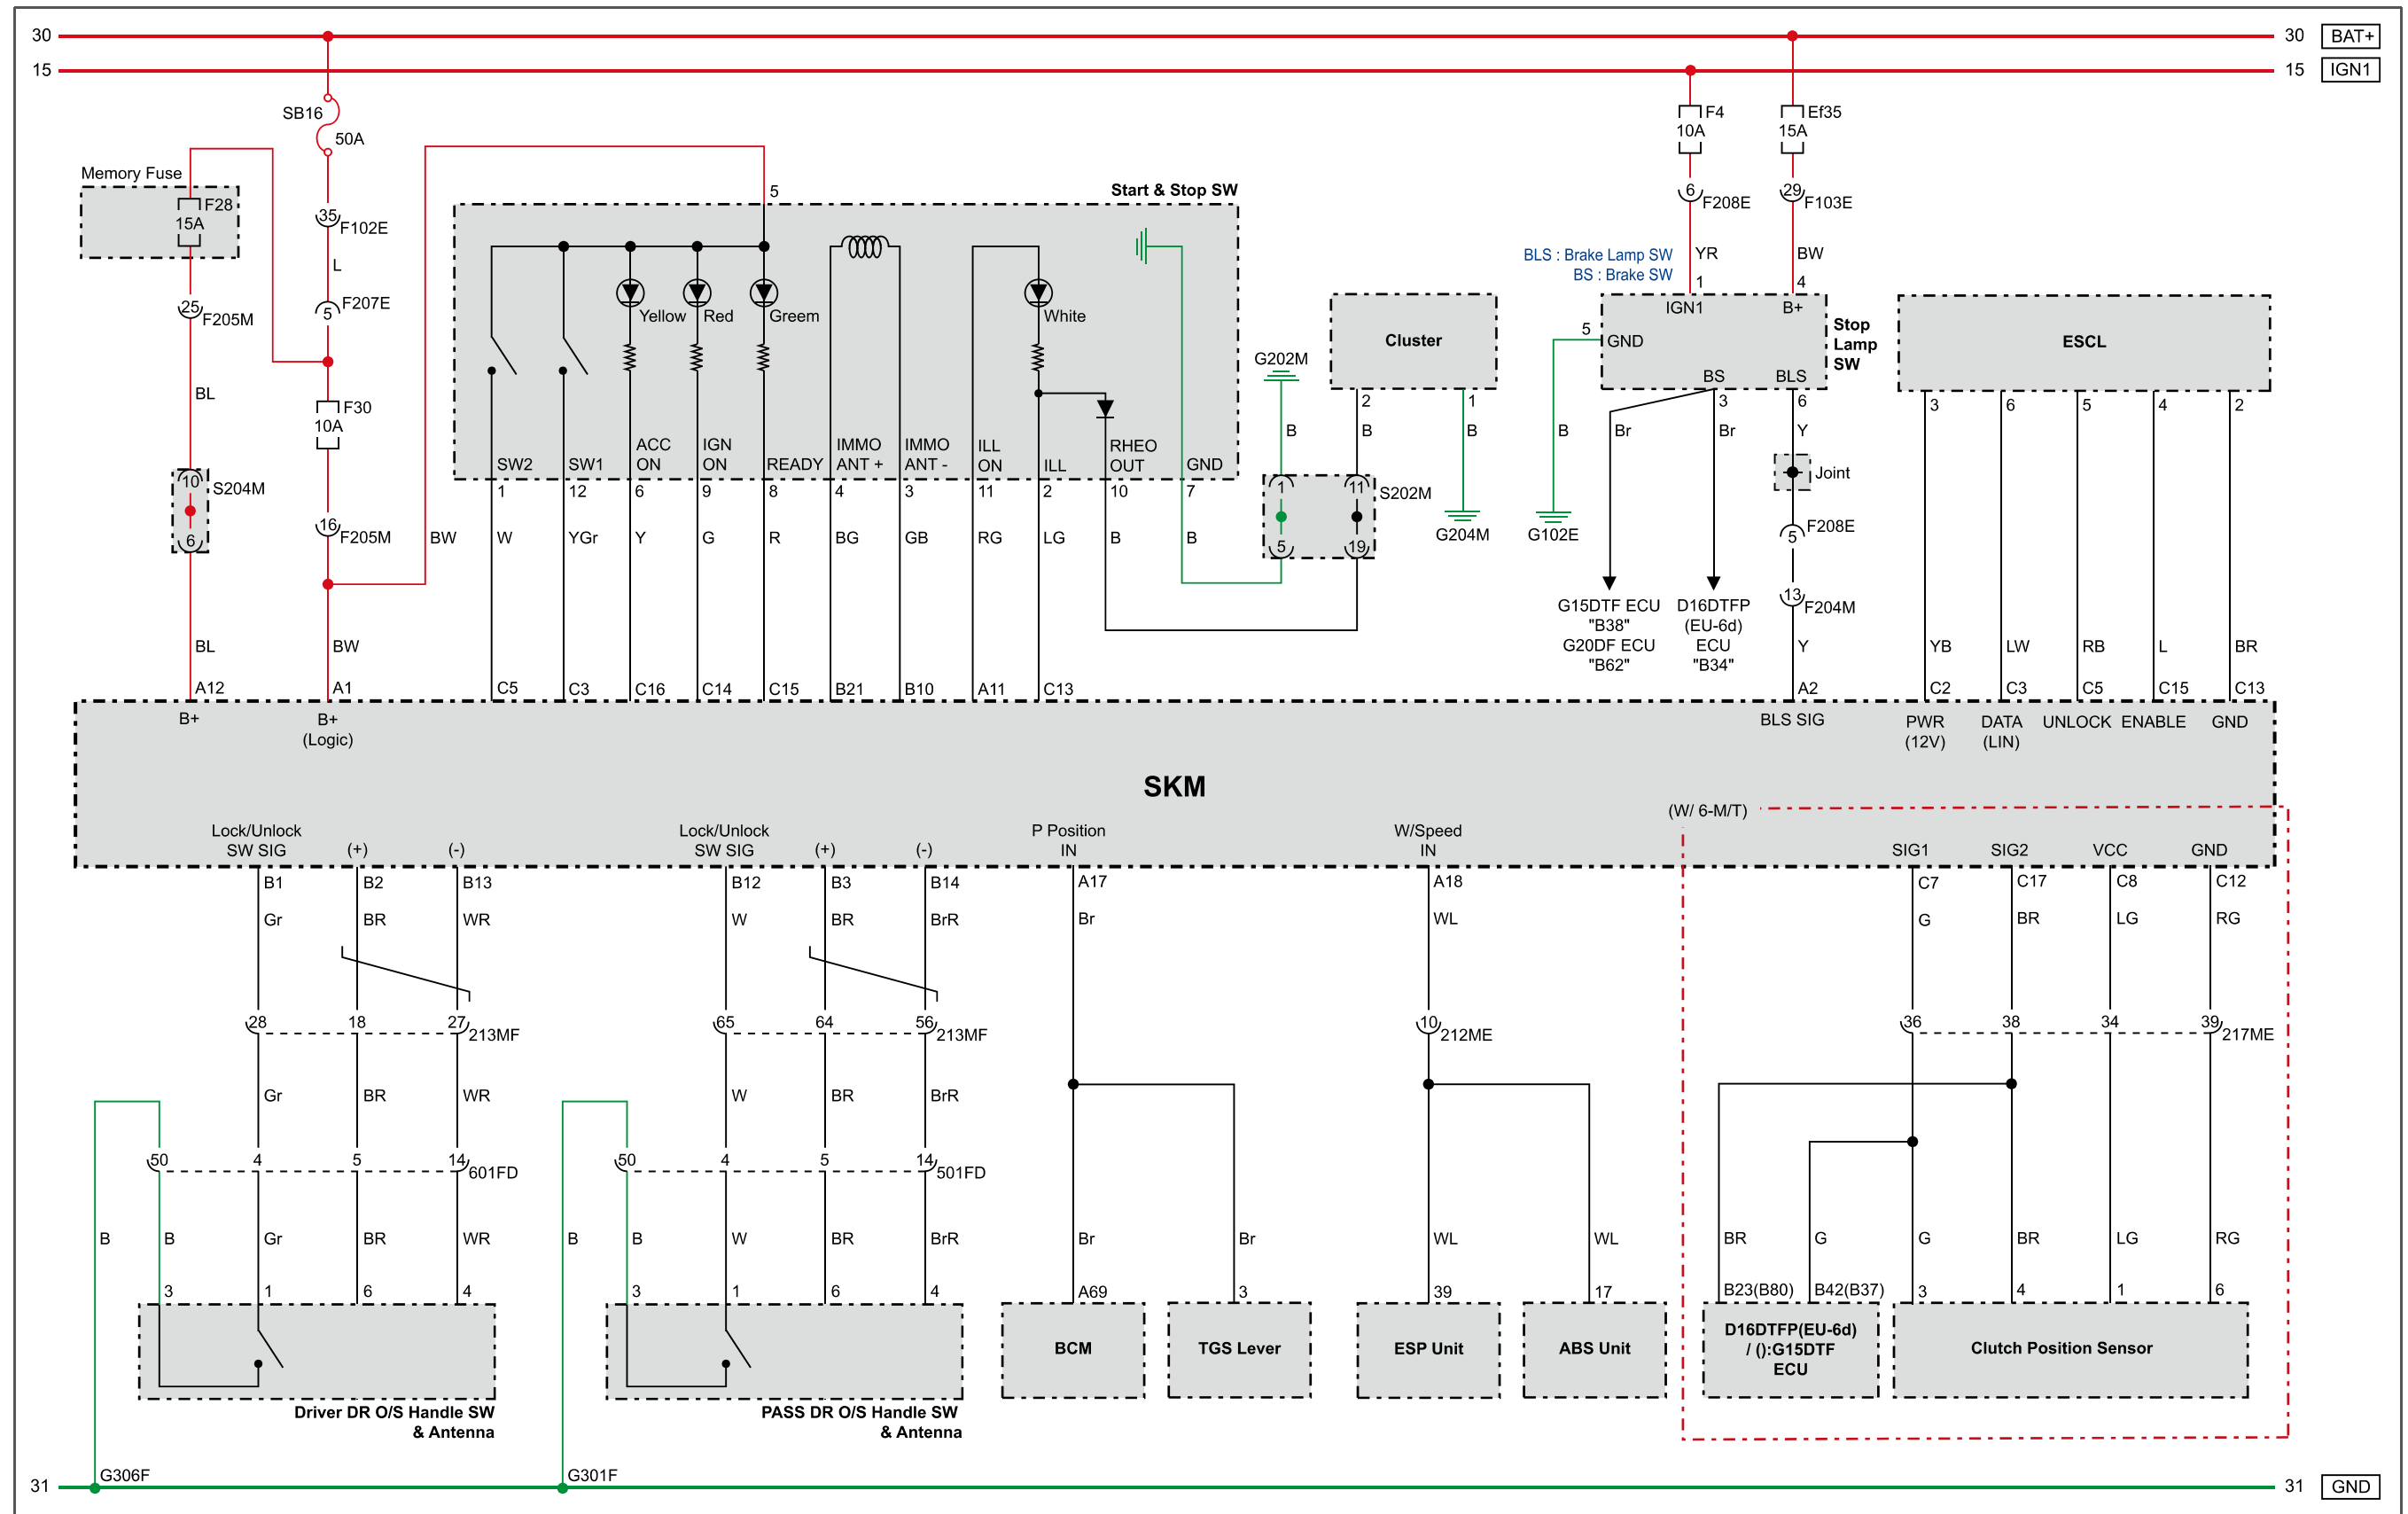 30
30 BAT+
15
15 IGN1
SB16
50A
F4
10A
Ef35
15A
Memory Fuse
F28
15A
35
F102E
5
Start & Stop SW
6
F208E
29
F103E
L
BLS : Brake Lamp SW
BS : Brake SW
YR
BW
1
4
25
F205M
F207E
5
Yellow
Red
Greem
White
Cluster
IGN1
B+
5
GND
Stop
Lamp
SW
ESCL
G202M
BS
BLS
BL
F30
10A
2
1
3
6
3
6
5
4
2
B
B
B
B
Br
Br
Y
SW2
SW1
ACC
ON
IGN
ON
READY
IMMO
ANT +
IMMO
ANT -
ILL
ON
ILL
RHEO
OUT
GND
Joint
10
S204M
6
1
12
6
9
8
4
3
11
2
10
7
1
11
S202M
5
19
16
F205M
BW
W
YGr
Y
G
R
BG
GB
RG
LG
B
B
G204M
G102E
F208E
5
13
F204M
G15DTF ECU
"B38"
G20DF ECU
"B62"
D16DTFP
(EU-6d)
ECU
"B34"
BL
BW
Y
YB
LW
RB
L
BR
A12
A1
C5
C3
C16
C14
C15
B21
B10
A11
C13
A2
C2
C3
C5
C15
C13
B+
B+
(Logic)
BLS SIG
PWR
(12V)
DATA
(LIN)
UNLOCK
ENABLE
GND
SKM
(W/ 6-M/T)
Lock/Unlock
SW SIG
(+)
(-)
Lock/Unlock
SW SIG
(+)
(-)
P Position
IN
W/Speed
IN
SIG1
SIG2
VCC
GND
B1
B2
B13
B12
B3
B14
A17
A18
C7
C17
C8
C12
Gr
BR
WR
W
BR
BrR
Br
WL
G
BR
LG
RG
28
18
27
213MF
65
64
56
213MF
10
212ME
36
38
34
39
217ME
Gr
BR
WR
W
BR
BrR
50
4
5
14
601FD
50
4
5
14
501FD
B
B
Gr
BR
WR
B
B
W
BR
BrR
Br
Br
WL
WL
BR
G
G
BR
LG
RG
3
1
6
4
3
1
6
4
A69
3
39
17
B23(B80)
B42(B37)
3
4
1
6
BCM
TGS Lever
ESP Unit
ABS Unit
D16DTFP(EU-6d)
/ ():G15DTF
ECU
Clutch Position Sensor
Driver DR O/S Handle SW
& Antenna
PASS DR O/S Handle SW
& Antenna
G306F
G301F
31
31 GND